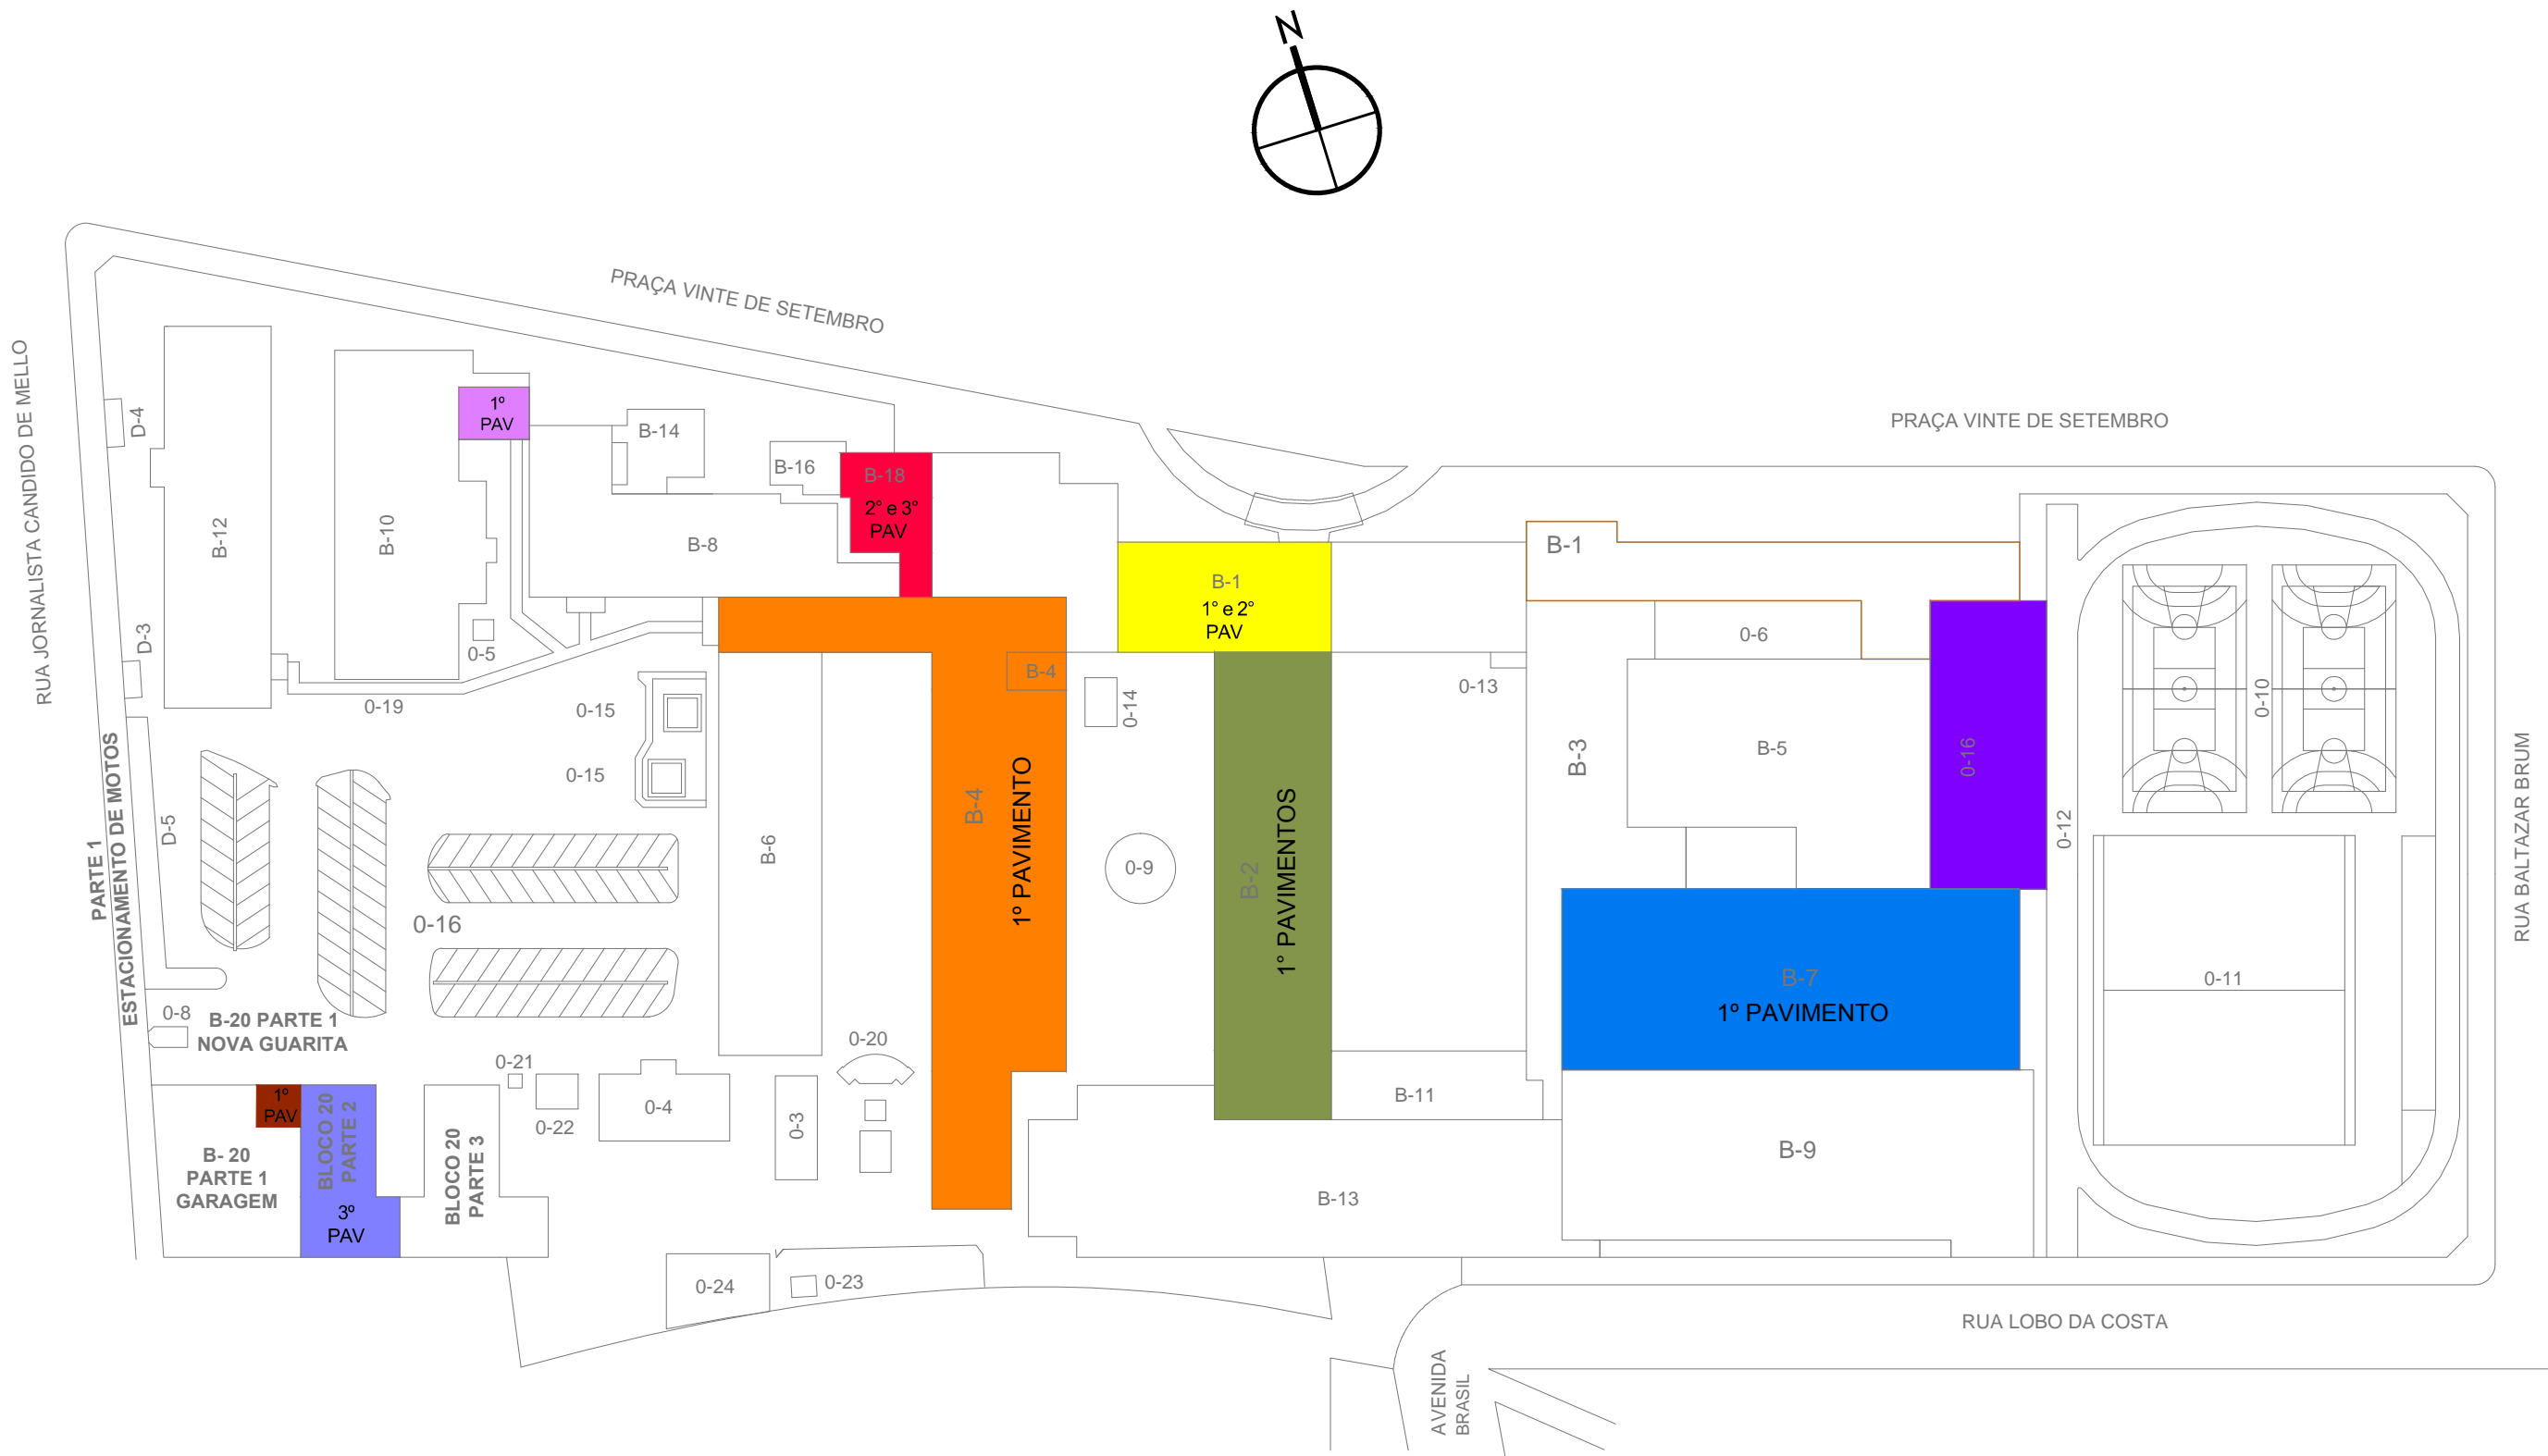 N
PRAÇA VINTE DE SETEMBRO
PRAÇA VINTE DE SETEMBRO
RUA JORNALISTA CANDIDO DE MELLO
D-4
B-12
B-10
1º
PAV
B-14
B-16
B-18
2° e 3°
PAV
B-8
B-1
1° e 2°
PAV
B-1
D-3
0-5
0-19
0-15
0-15
B-4
0-14
0-13
0-6
B-3
B-5
0-16
0-10
0-12
RUA BALTAZAR BRUM
PARTE 1
ESTACIONAMENTO DE MOTOS
D-5
0-16
B-6
B-4
1º PAVIMENTO
0-9
B-2
1° PAVIMENTOS
B-7
1º PAVIMENTO
0-11
0-8
B-20 PARTE 1
NOVA GUARITA
0-21
0-22
0-4
0-3
0-20
B-11
B-9
B-13
1º
PAV
B- 20
PARTE 1
GARAGEM
BLOCO 20
PARTE 2
3º
PAV
BLOCO 20
PARTE 3
0-24
0-23
RUA LOBO DA COSTA
AVENIDA
BRASIL